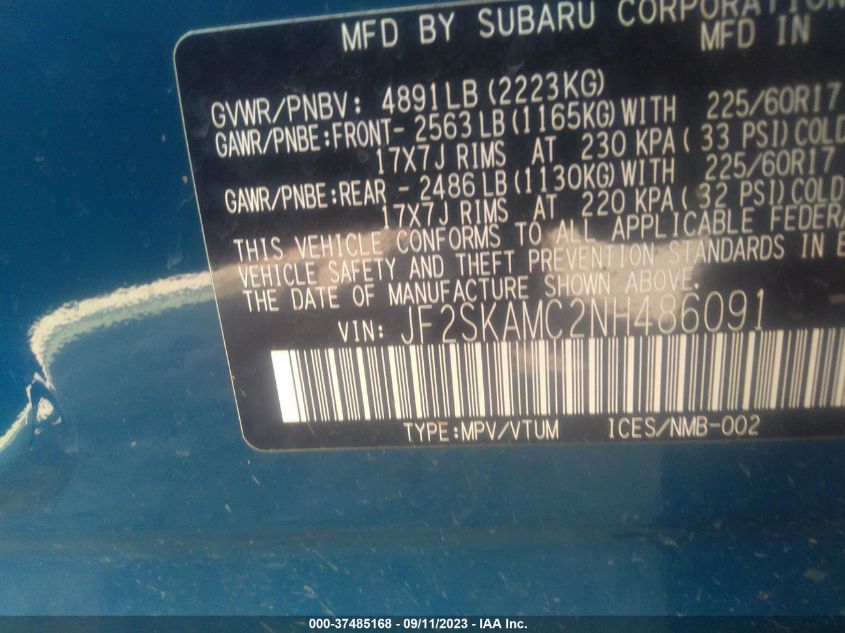 MFD BY SUBARU CORPORATION
MFD IN
GVWR/PNBV: 4891LB (2223KG)
GAWR/PNBE:FRONT- 2563 LB (1165KG) WITH 225/60R17
17X7J RIMS AT 230 KPA ( 33 PSI) COLD
GAWR/PNBE:REAR - 2486 LB (1130KG) WITH 225/60R17
17X7J RIMS AT 220 KPA ( 32 PSI) COLD
THIS VEHICLE CONFORMS TO ALL APPLICABLE FEDERA
VEHICLE SAFETY AND THEFT PREVENTION STANDARDS IN E
THE DATE OF MANUFACTURE SHOWN ABOVE.
VIN: JF2SKAMC2NH486091
TYPE:MPV/VTUM ICES/NMB-002
000-37485168 - 09/11/2023 - IAA Inc.